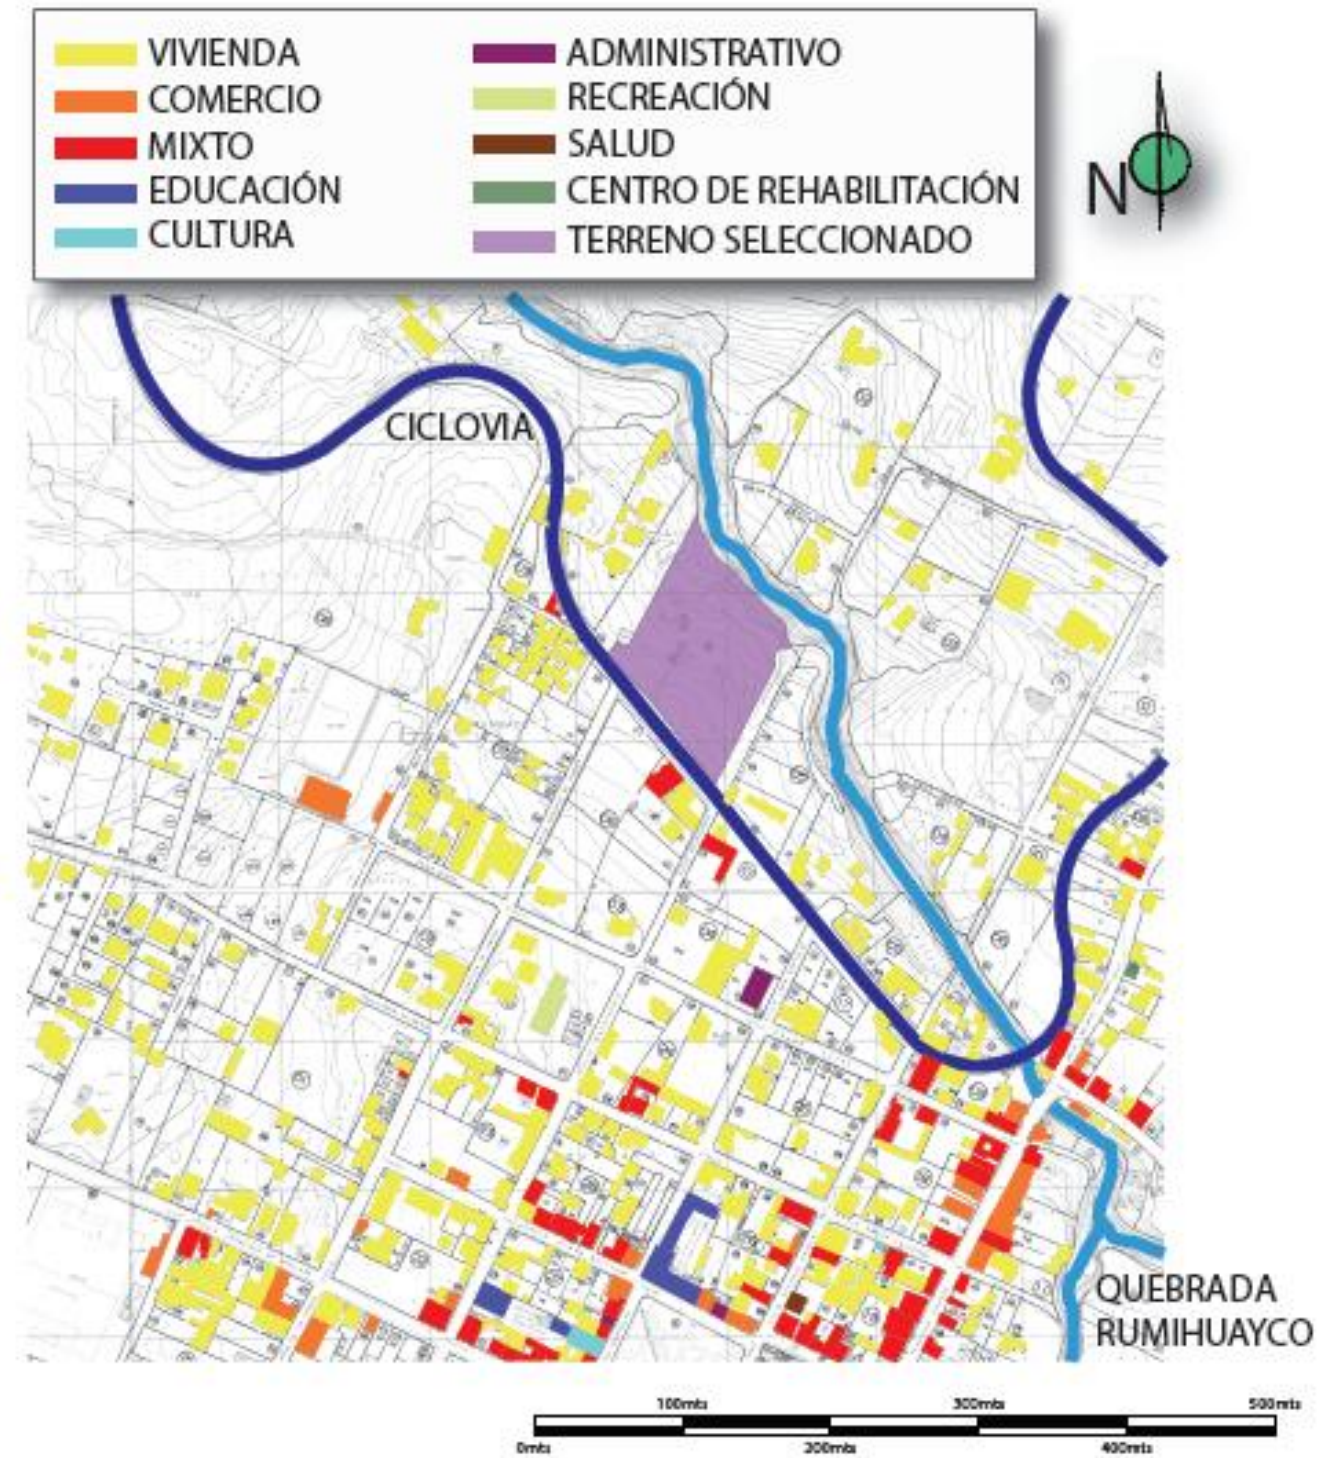 VIVIENDA
COMERCIO
MIXTO
EDUCACIÓN
CULTURA
ADMINISTRATIVO
RECREACIÓN
SALUD
CENTRO DE REHABILITACIÓN
TERRENO SELECCIONADO
N
CICLOVIA
QUEBRADA
RUMIHUAYCO
100mts
300mts
500mts
0mts
200mts
400mts